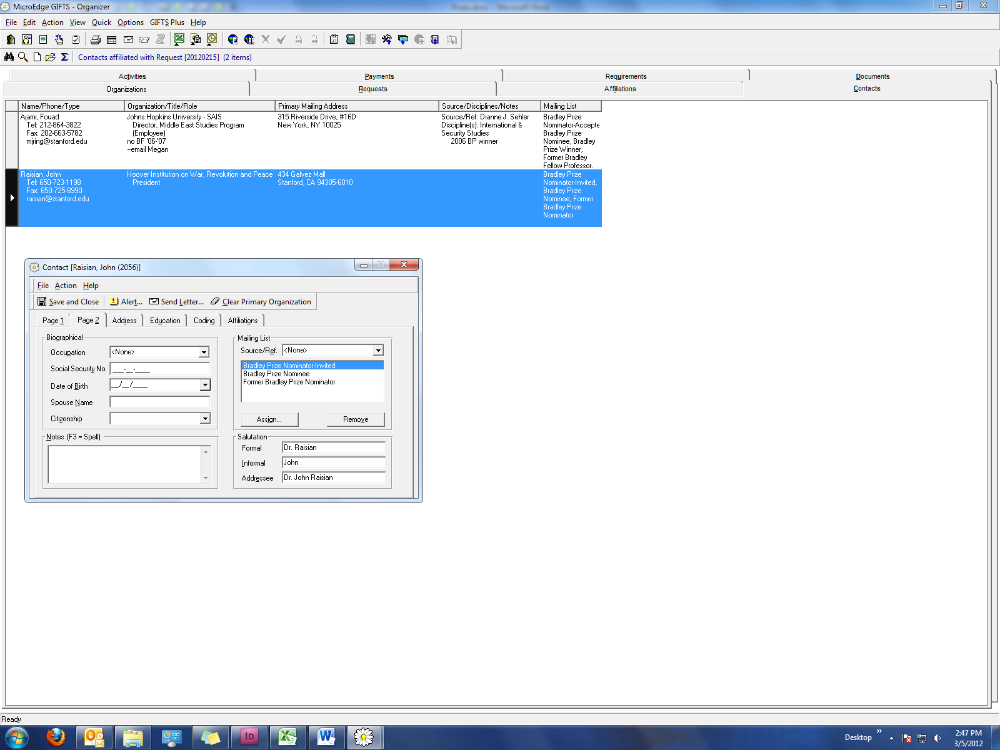 MicroEdge GIFTS - Organizer
File Edit Action View Quick Options GIFTS Plus Help
Contacts affiliated with Request [20120215] (2 items)
Activities Payments Requirements Documents
Organizations Requests Affiliations Contacts
Name/Phone/Type Organization/Title/Role Primary Mailing Address Source/Disciplines/Notes Mailing List
Ajami, Fouad Johns Hopkins University - SAIS 315 Riverside Drive, #16D Source/Ref: Dianne J. Sehler Bradley Prize
Tel: 212-864-3822 Director, Middle East Studies Program New York, NY 10025 Discipline(s): International & Nominator-Accepte
Fax: 202-663-5782 (Employee) Security Studies Bradley Prize
mjring@stanford.edu no BF '06-'07 2006 BP winner Nominee, Bradley
--email Megan Prize Winner,
Former Bradley
Fellow Professor.
Raisian, John Hoover Institution on War, Revolution and Peace 434 Galvez Mall Bradley Prize
Tel: 650-723-1198 President Stanford, CA 94305-6010 Nominator-Invited,
Fax: 650-725-8990 Bradley Prize
raisian@stanford.edu Nominee, Former
Bradley Prize
Nominator
Contact [Raisian, John (2056)]
File Action Help
Save and Close Alert... Send Letter... Clear Primary Organization
Page 1 Page 2 Address Education Coding Affiliations
Biographical Mailing List
Occupation <None> Source/Ref. <None>
Social Security No. ___-__-____ Bradley Prize Nominator-Invited
Bradley Prize Nominee
Date of Birth __/__/____ Former Bradley Prize Nominator
Spouse Name
Citizenship Assign... Remove
Notes (F3 = Spell) Salutation
Formal Dr. Raisian
Informal John
Addressee Dr. John Raisian
Ready
Desktop » 2:47 PM
3/5/2012